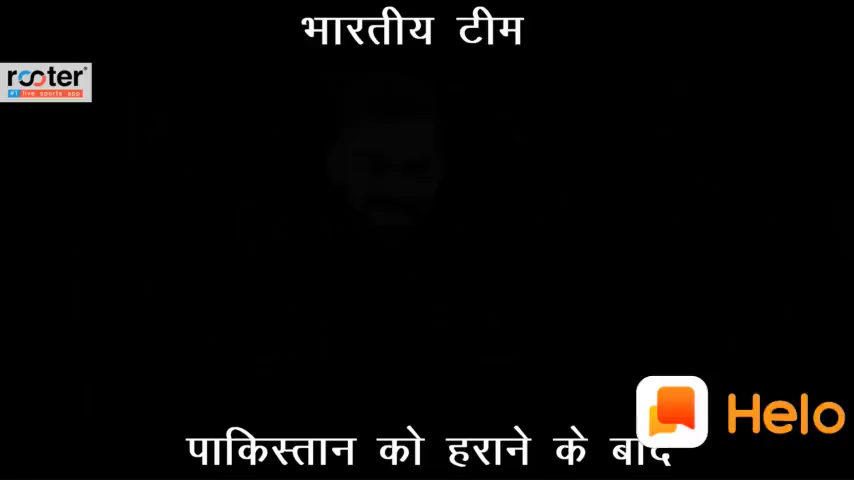 भारतीय टीम
rooter
#1 live sports app
Helo
पाकिस्तान को हराने के बाद